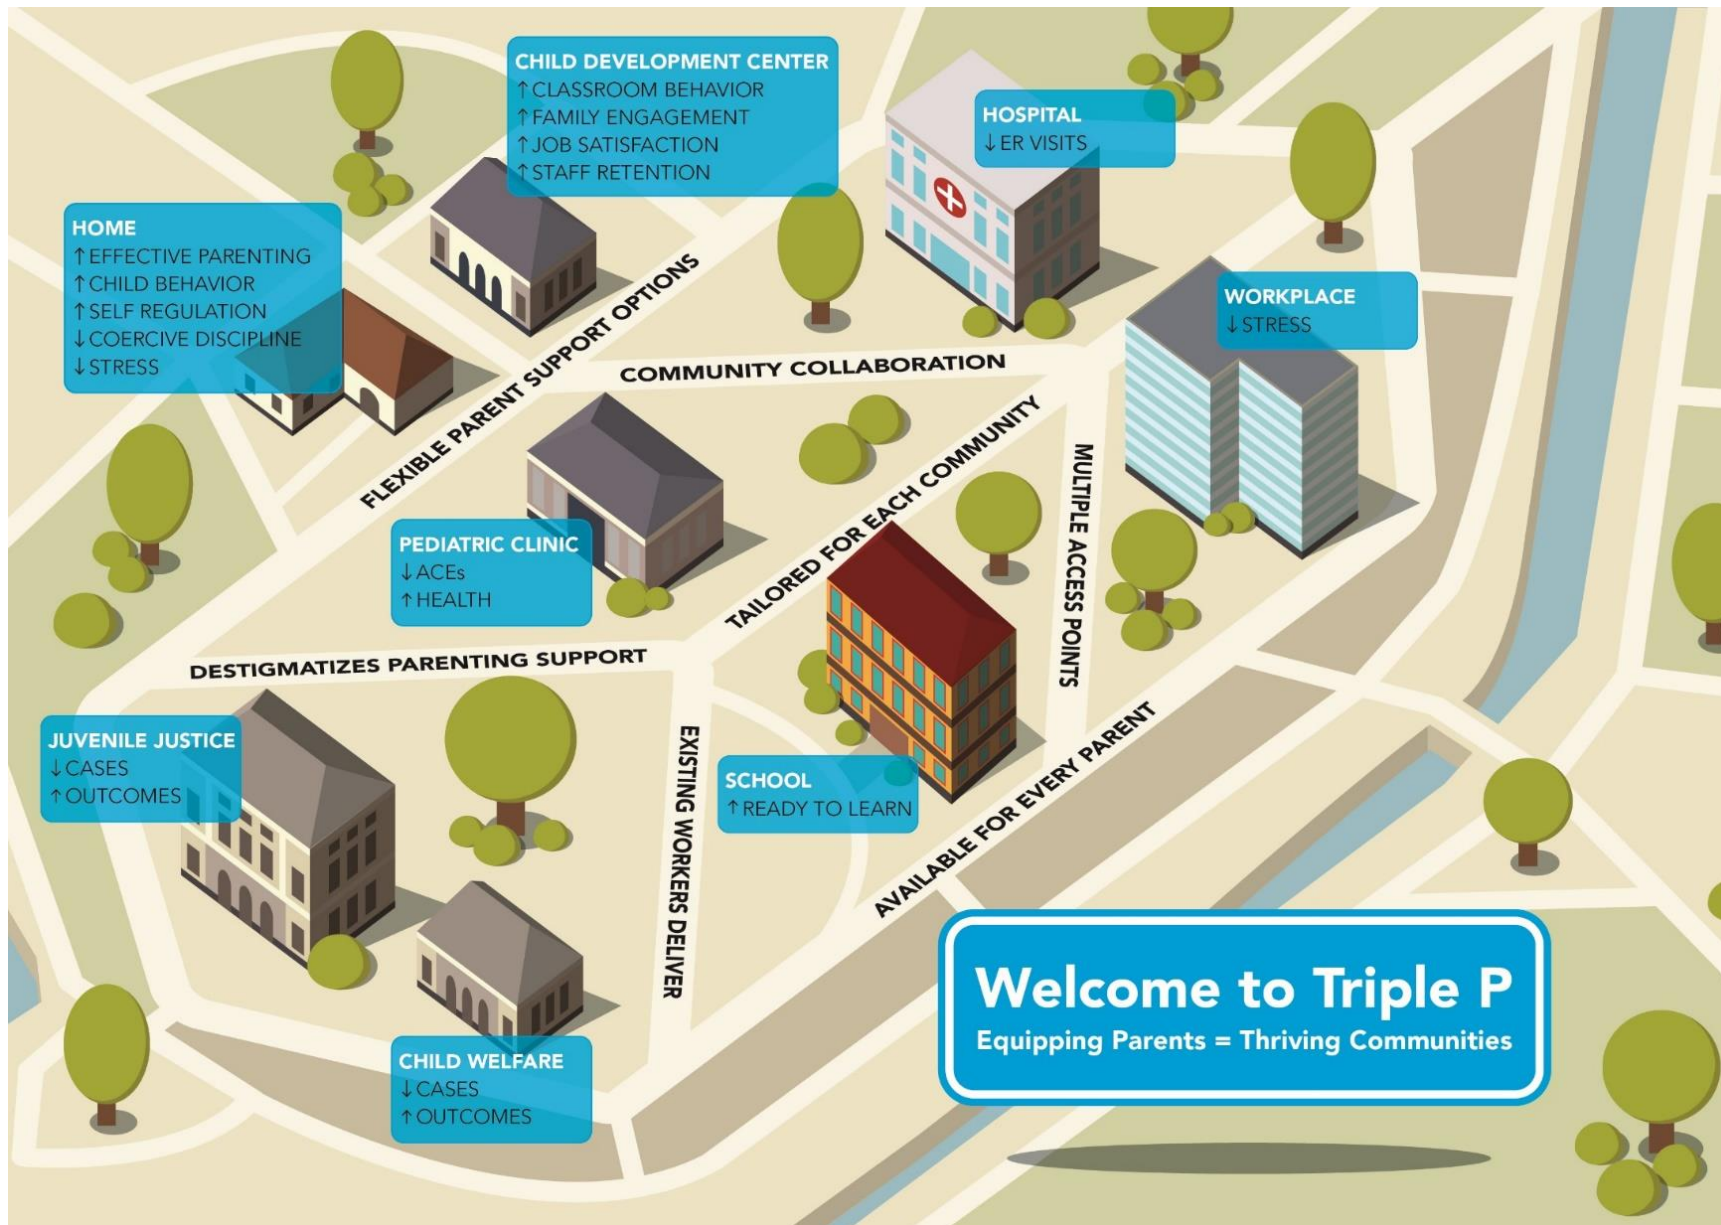 CHILD DEVELOPMENT CENTER
↑CLASSROOM BEHAVIOR
↑FAMILY ENGAGEMENT
↑JOB SATISFACTION
↑STAFF RETENTION
HOSPITAL
↓ER VISITS
HOME
↑EFFECTIVE PARENTING
↑CHILD BEHAVIOR
↑SELF REGULATION
↓COERCIVE DISCIPLINE
↓STRESS
WORKPLACE
↓STRESS
FLEXIBLE PARENT SUPPORT OPTIONS
COMMUNITY COLLABORATION
TAILORED FOR EACH COMMUNITY
MULTIPLE ACCESS POINTS
PEDIATRIC CLINIC
↓ACEs
↑HEALTH
DESTIGMATIZES PARENTING SUPPORT
JUVENILE JUSTICE
↓CASES
↑OUTCOMES
EXISTING WORKERS DELIVER
SCHOOL
↑READY TO LEARN
AVAILABLE FOR EVERY PARENT
CHILD WELFARE
↓CASES
↑OUTCOMES
Welcome to Triple P
Equipping Parents = Thriving Communities